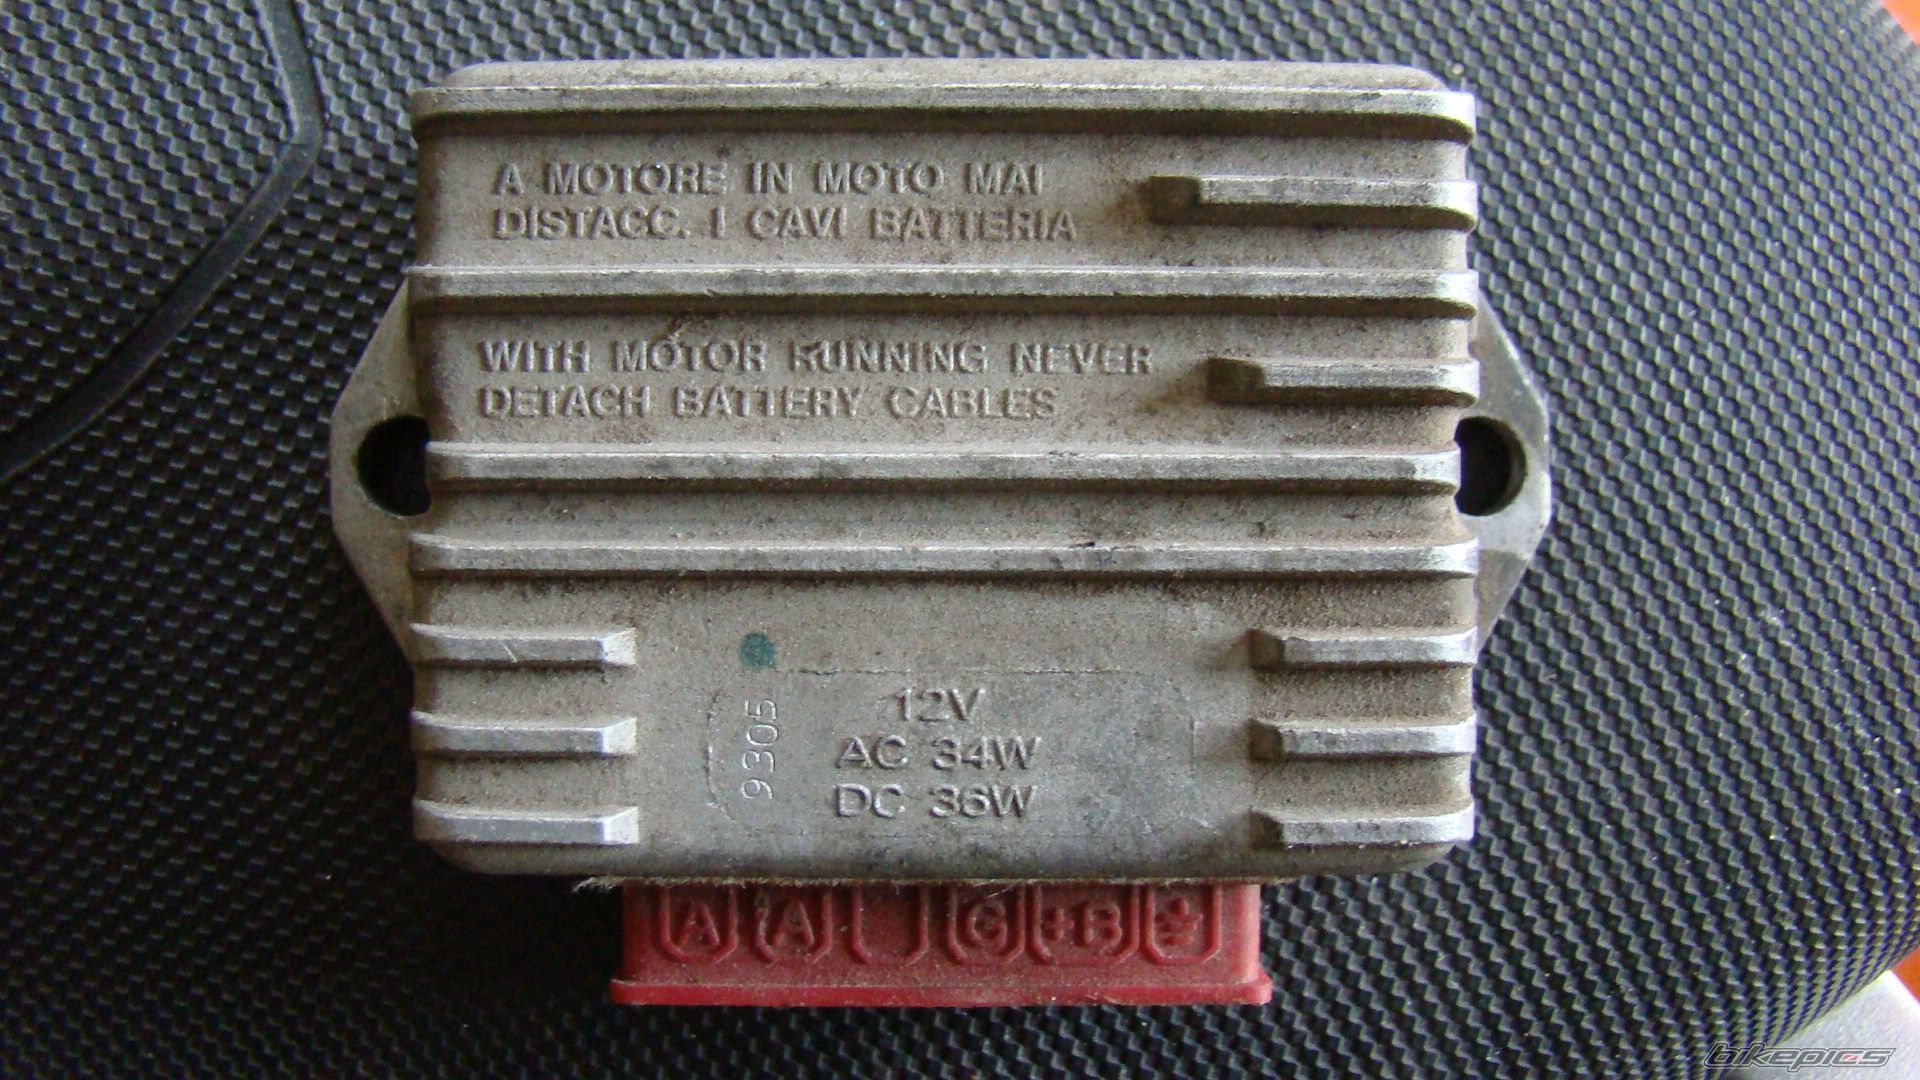 A MOTORE IN MOTO MAI
DISTACC. I CAVI BATTERIA
WITH MOTOR RUNNING NEVER
DETACH BATTERY CABLES
9305
12V
AC 34W
DC 36W
A A G +B
bikepics